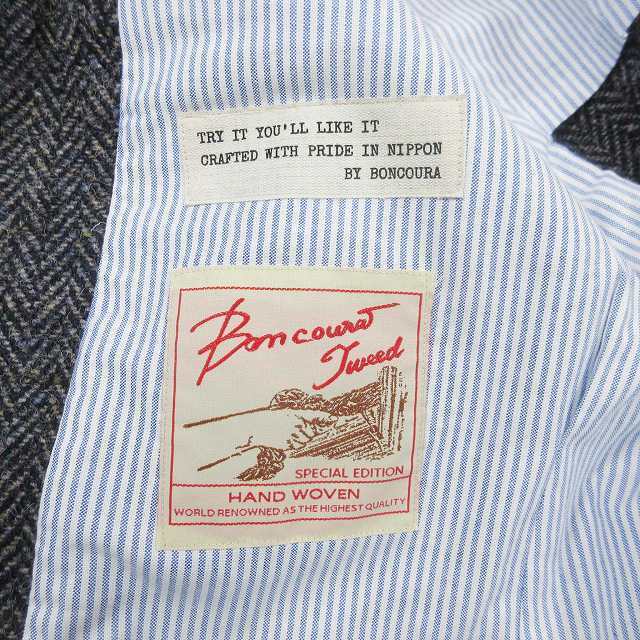 TRY IT YOU'LL LIKE IT
CRAFTED WITH PRIDE IN NIPPON
BY BONCOURA
Boncoura
Tweed
SPECIAL EDITION
HAND WOVEN
WORLD RENOWNED AS THE HIGHEST QUALITY